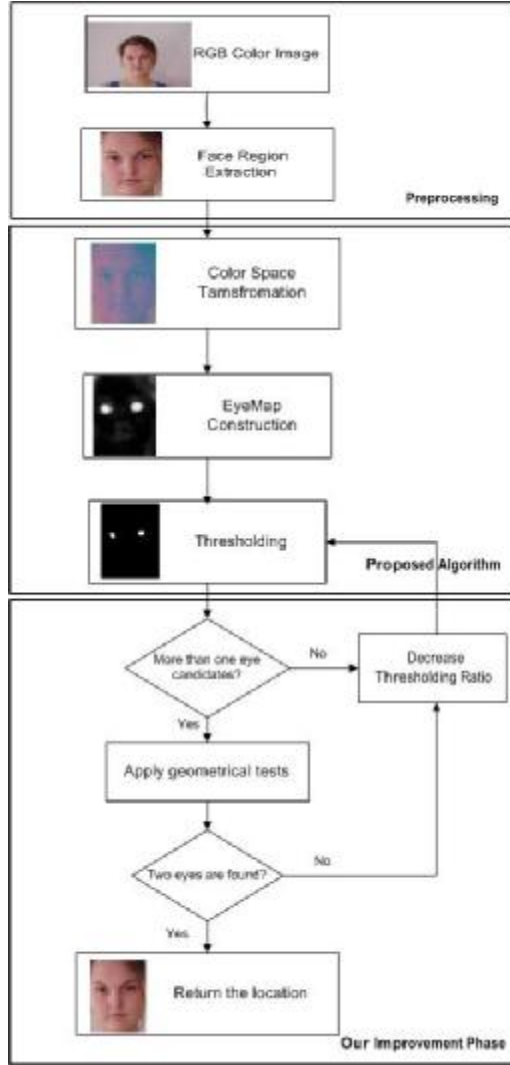 RGB Color Image
Face Region
Extraction
Preprocessing
Color Space
Tamsfromation
EyeMap
Construction
Thresholding
Proposed Algorithm
More than one eye
candidates?
No
Decrease
Thresholding Ratio
Yes
Apply geometrical tests
Two eyes are found?
No
Yes
Return the location
Our Improvement Phase